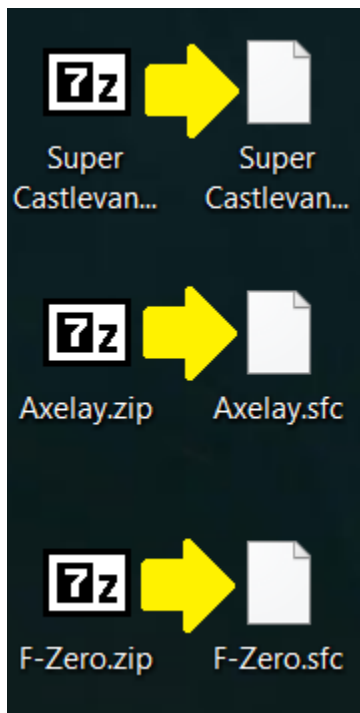 7z
Super
Castlevan...
Super
Castlevan...
7z
Axelay.zip
Axelay.sfc
7z
F-Zero.zip
F-Zero.sfc